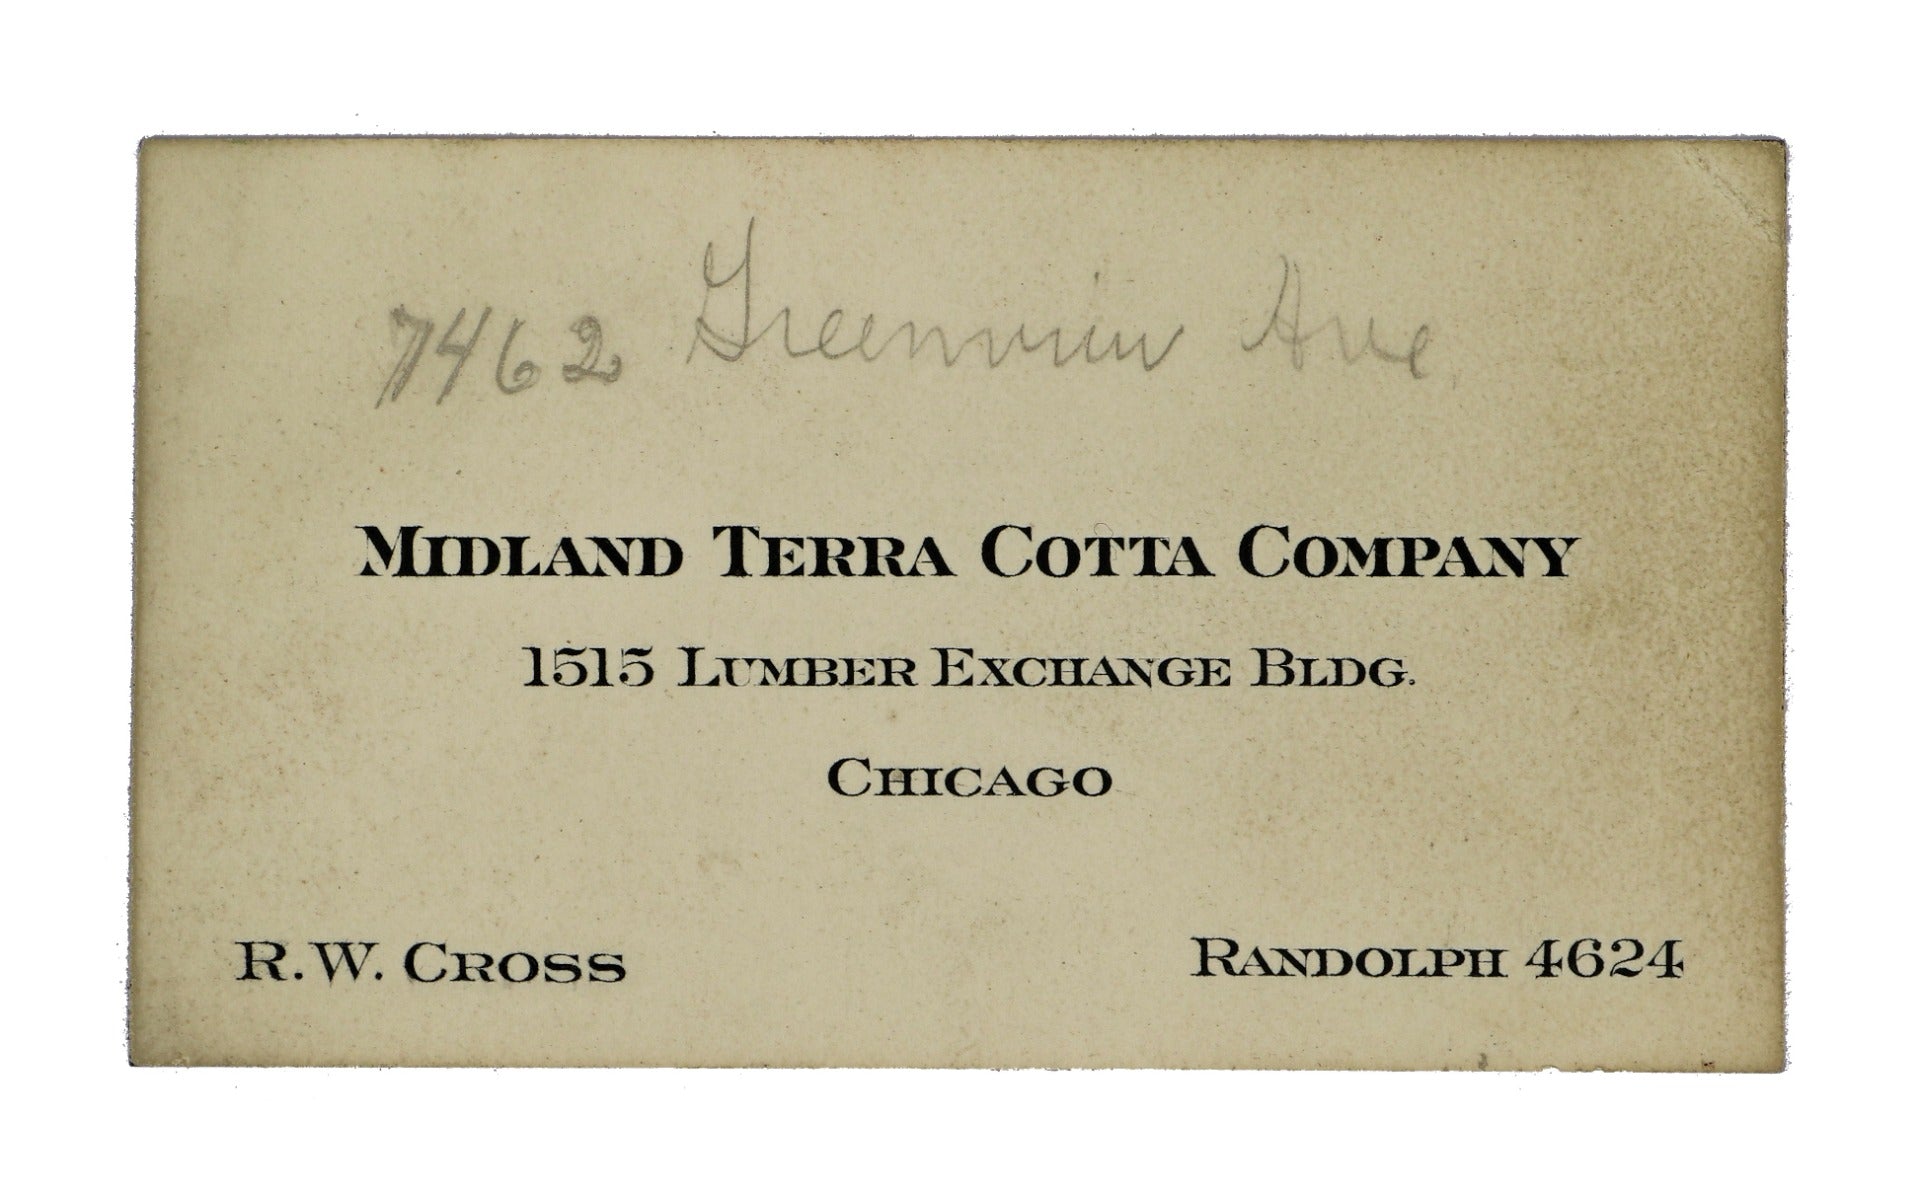 7462 Greenview Ave.
MIDLAND TERRA COTTA COMPANY
1515 LUMBER EXCHANGE BLDG.
CHICAGO
R. W. CROSS
RANDOLPH 4624